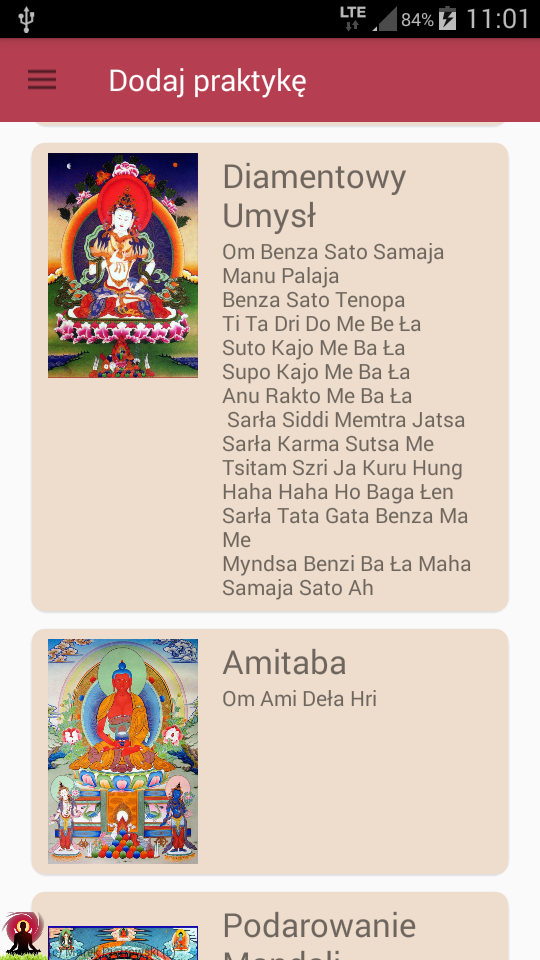 LTE 84% 11:01
Dodaj praktykę
Diamentowy
Umysł
Om Benza Sato Samaja
Manu Palaja
Benza Sato Tenopa
Ti Ta Dri Do Me Be Ła
Suto Kajo Me Ba Ła
Supo Kajo Me Ba Ła
Anu Rakto Me Ba Ła
Sarła Siddi Memtra Jatsa
Sarła Karma Sutsa Me
Tsitam Szri Ja Kuru Hung
Haha Haha Ho Baga Łen
Sarła Tata Gata Benza Ma
Me
Myndsa Benzi Ba Ła Maha
Samaja Sato Ah
Amitaba
Om Ami Deła Hri
Podarowanie
Mandali